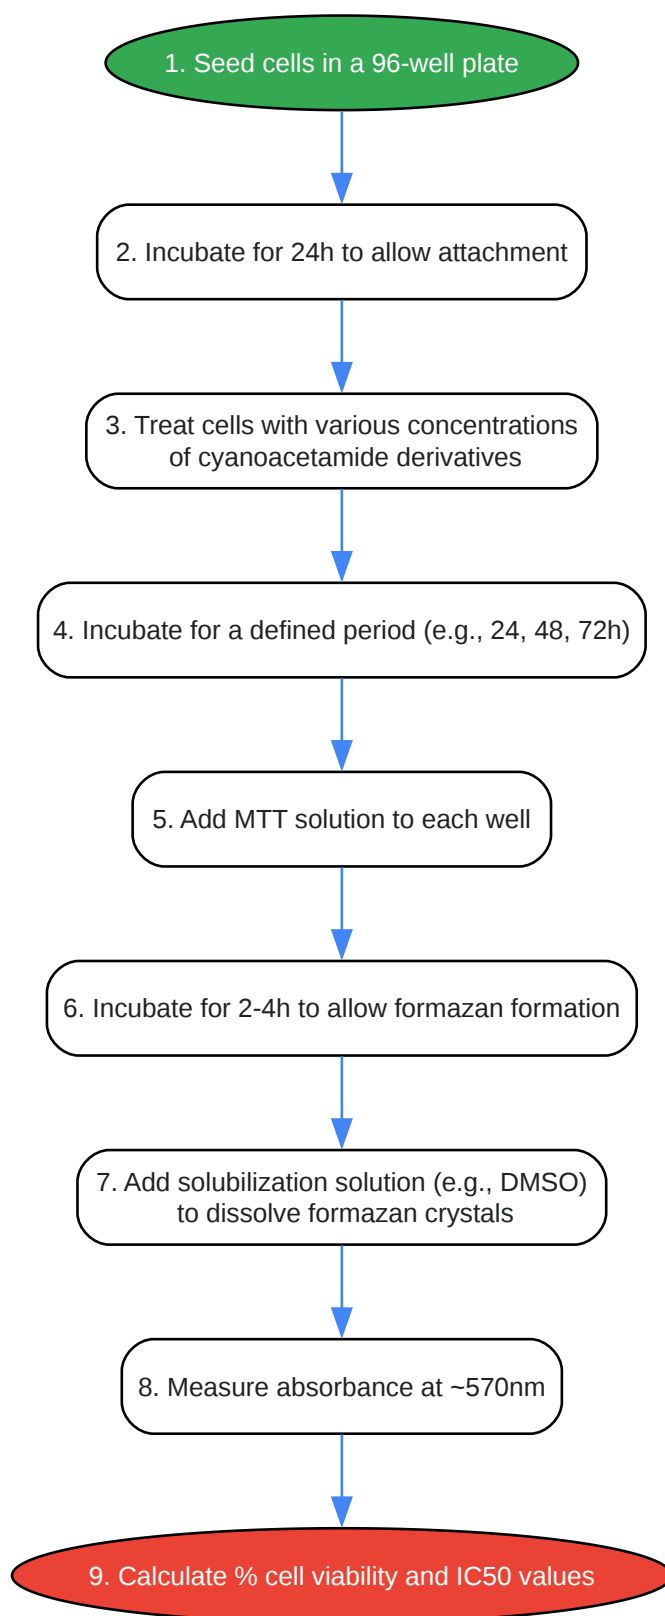 1. Seed cells in a 96-well plate
2. Incubate for 24h to allow attachment
3. Treat cells with various concentrations
of cyanoacetamide derivatives
4. Incubate for a defined period (e.g., 24, 48, 72h)
5. Add MTT solution to each well
6. Incubate for 2-4h to allow formazan formation
7. Add solubilization solution (e.g., DMSO)
to dissolve formazan crystals
8. Measure absorbance at ~570nm
9. Calculate % cell viability and IC50 values